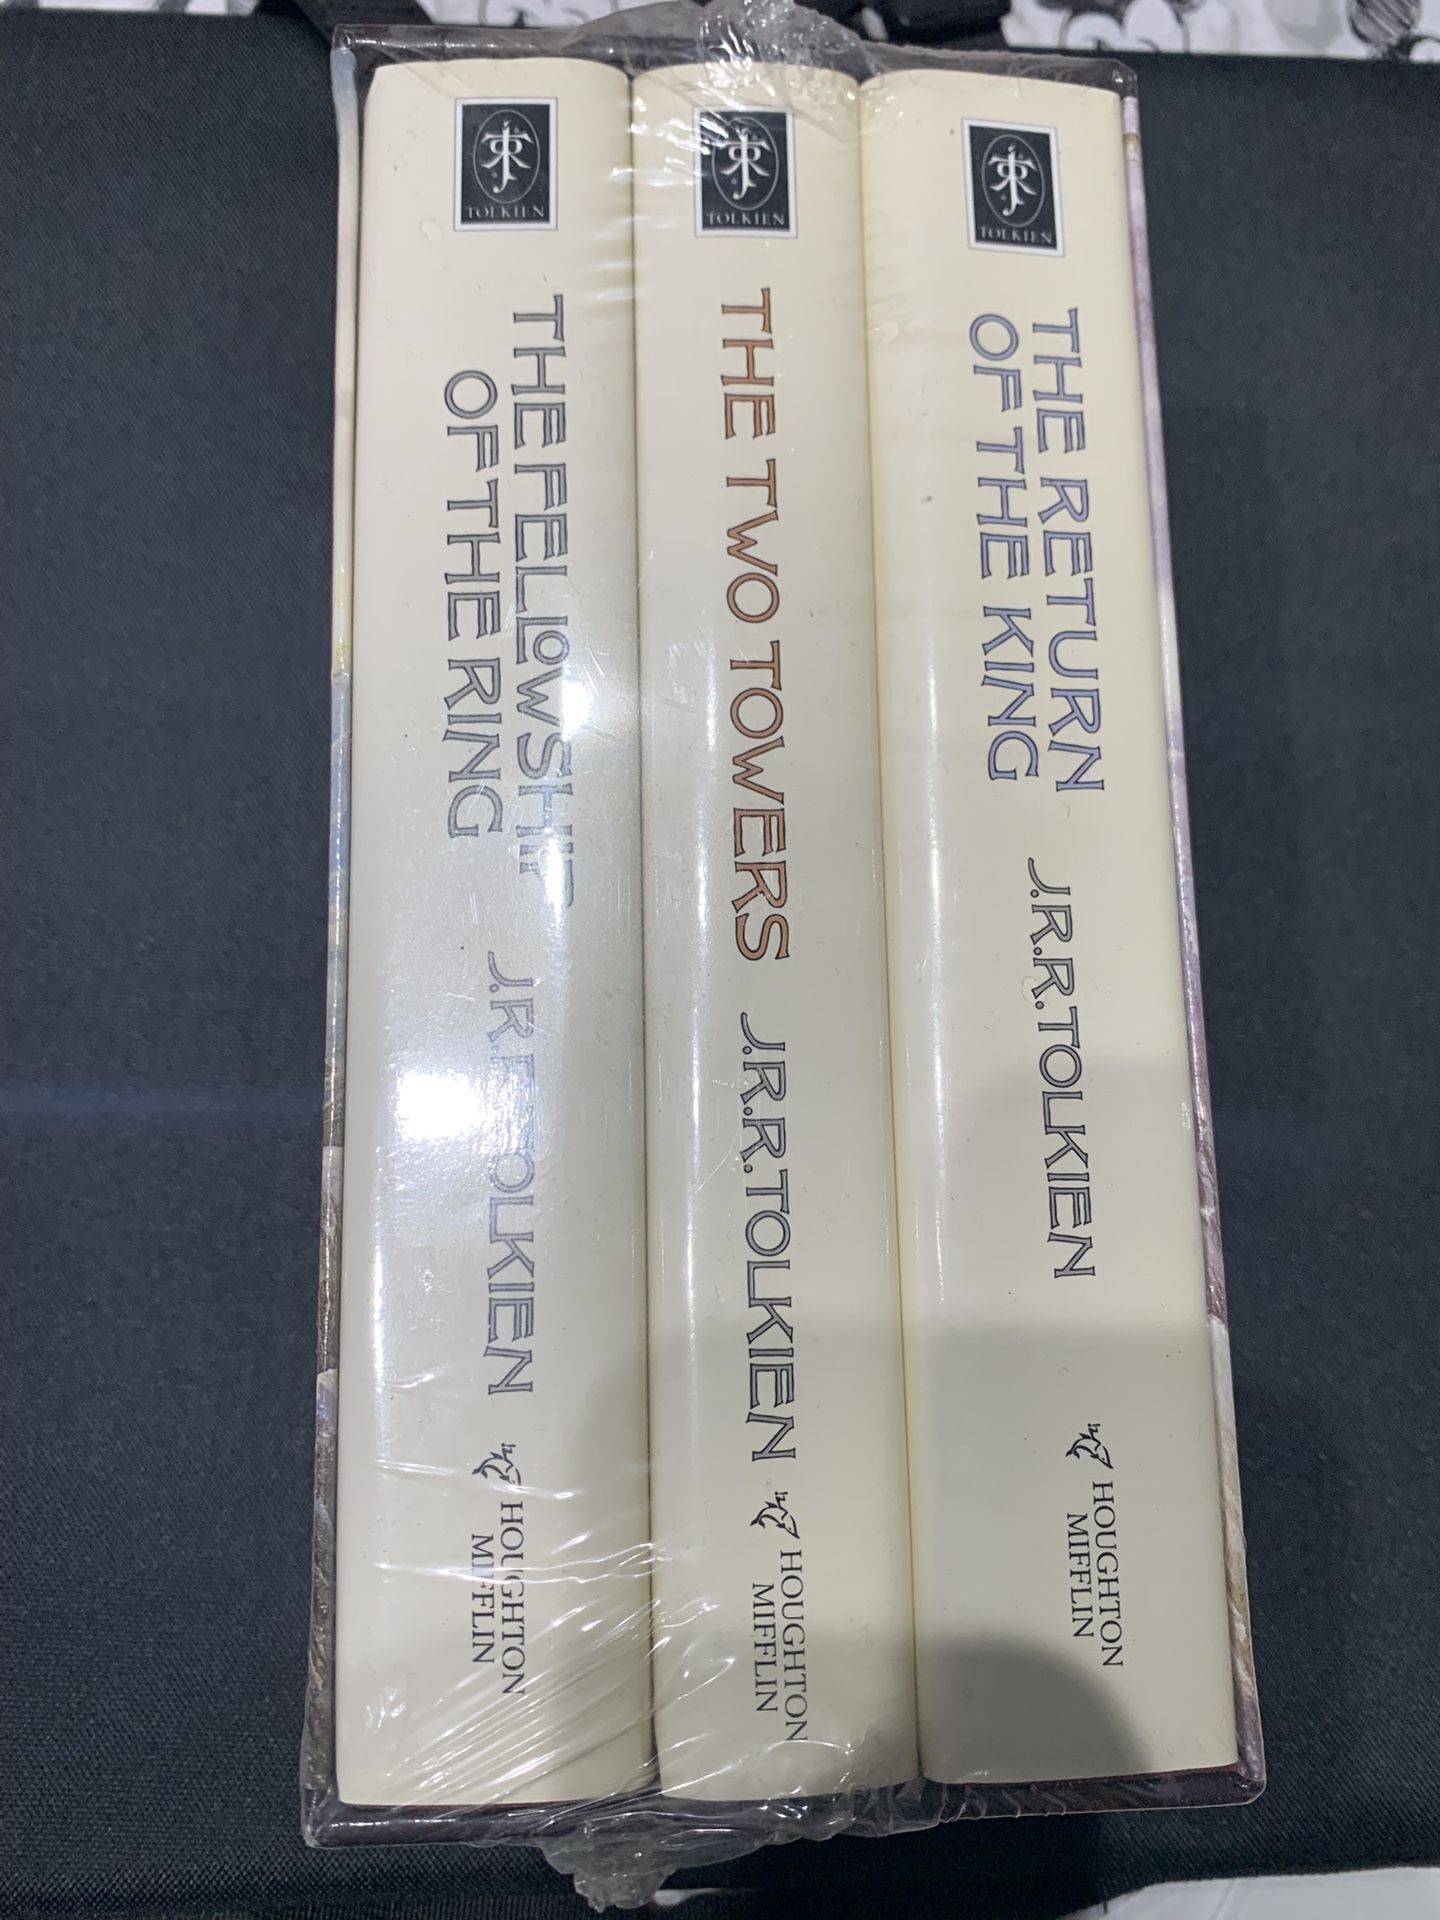 TOLKIEN
THE FELLOWSHIP
OF THE RING
J.R.R.TOLKIEN
HOUGHTON
MIFFLIN
TOLKIEN
THE TWO TOWERS
J.R.R.TOLKIEN
HOUGHTON
MIFFLIN
TOLKIEN
THE RETURN
OF THE KING
J.R.R.TOLKIEN
HOUGHTON
MIFFLIN